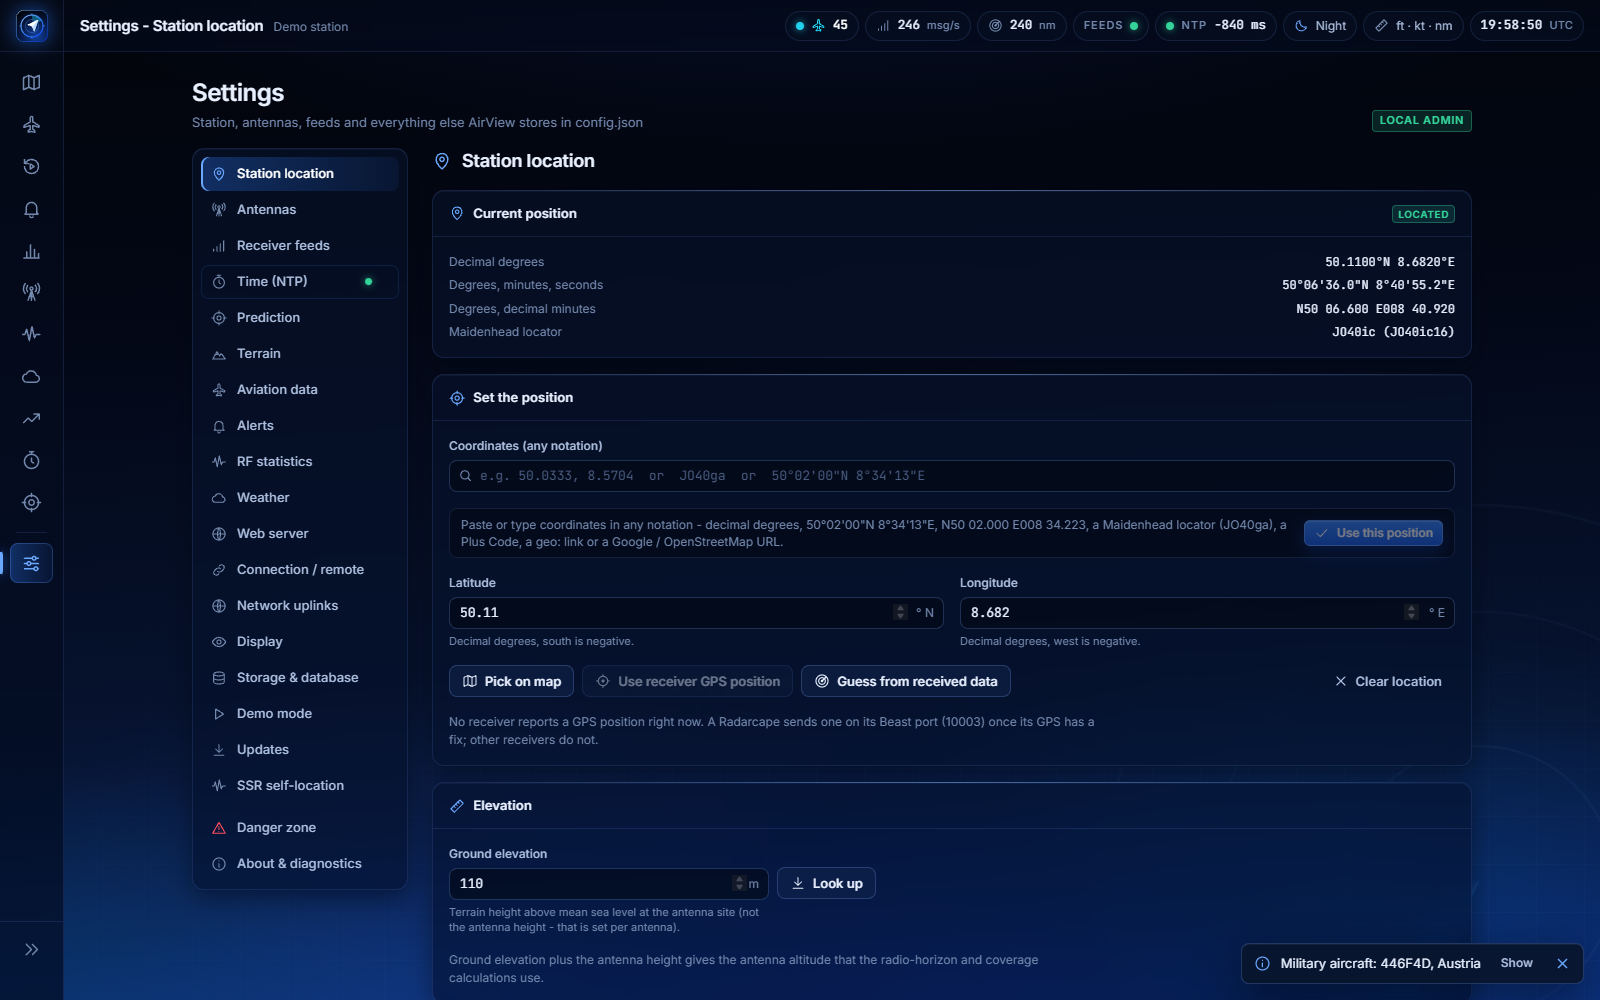 Settings - Station location Demo station
45
246 msg/s
240 nm
FEEDS
NTP -840 ms
Night
ft · kt · nm
19:58:50 UTC
Settings
Station, antennas, feeds and everything else AirView stores in config.json
LOCAL ADMIN
Station location
Antennas
Receiver feeds
Time (NTP)
Prediction
Terrain
Aviation data
Alerts
RF statistics
Weather
Web server
Connection / remote
Network uplinks
Display
Storage & database
Demo mode
Updates
SSR self-location
Danger zone
About & diagnostics
Station location
Current position LOCATED
Decimal degrees 50.1100°N 8.6820°E
Degrees, minutes, seconds 50°06'36.0"N 8°40'55.2"E
Degrees, decimal minutes N50 06.600 E008 40.920
Maidenhead locator JO40ic (JO40ic16)
Set the position
Coordinates (any notation)
e.g. 50.0333, 8.5704 or JO40ga or 50°02'00"N 8°34'13"E
Paste or type coordinates in any notation - decimal degrees, 50°02'00"N 8°34'13"E, N50 02.000 E008 34.223, a Maidenhead locator (JO40ga), a
Plus Code, a geo: link or a Google / OpenStreetMap URL.
Use this position
Latitude Longitude
50.11 ° N 8.682 ° E
Decimal degrees, south is negative. Decimal degrees, west is negative.
Pick on map Use receiver GPS position Guess from received data Clear location
No receiver reports a GPS position right now. A Radarcape sends one on its Beast port (10003) once its GPS has a
fix; other receivers do not.
Elevation
Ground elevation
110 m Look up
Terrain height above mean sea level at the antenna site (not
the antenna height - that is set per antenna).
Ground elevation plus the antenna height gives the antenna altitude that the radio-horizon and coverage
calculations use.
Military aircraft: 446F4D, Austria Show